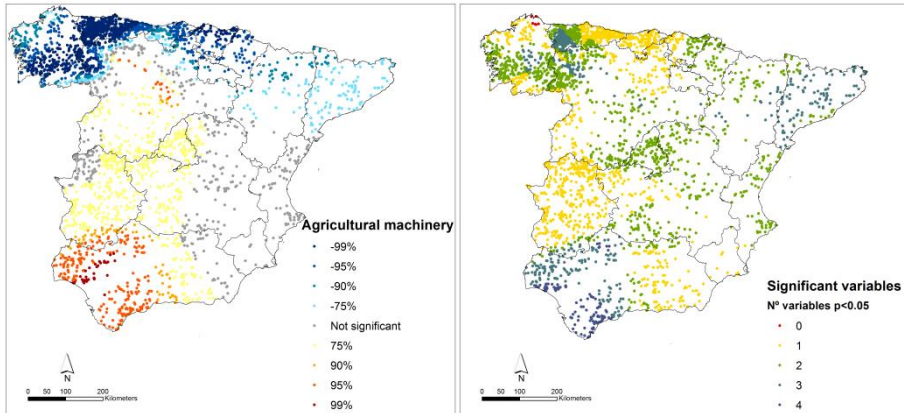 Agricultural machinery
-99%
-95%
-90%
-75%
Not significant
75%
90%
95%
99%
N
0 50 100 200
Kilometers
Significant variables
Nº variables p<0.05
0
1
2
3
4
N
0 50 100 200
Kilometers